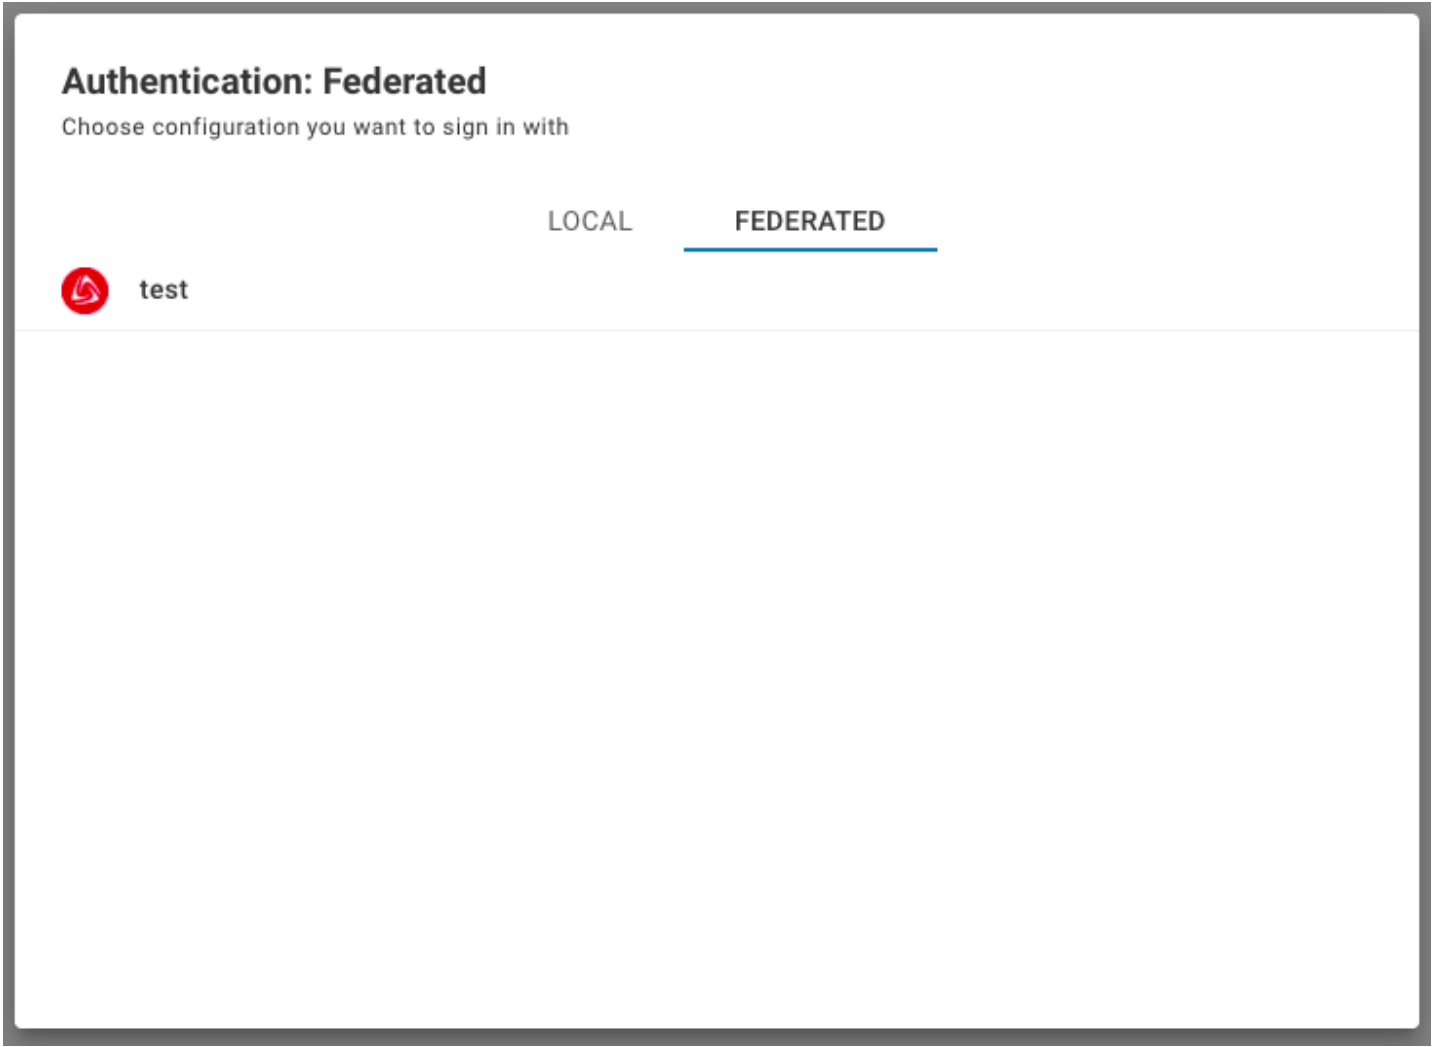 Authentication: Federated
Choose configuration you want to sign in with
LOCAL FEDERATED
test